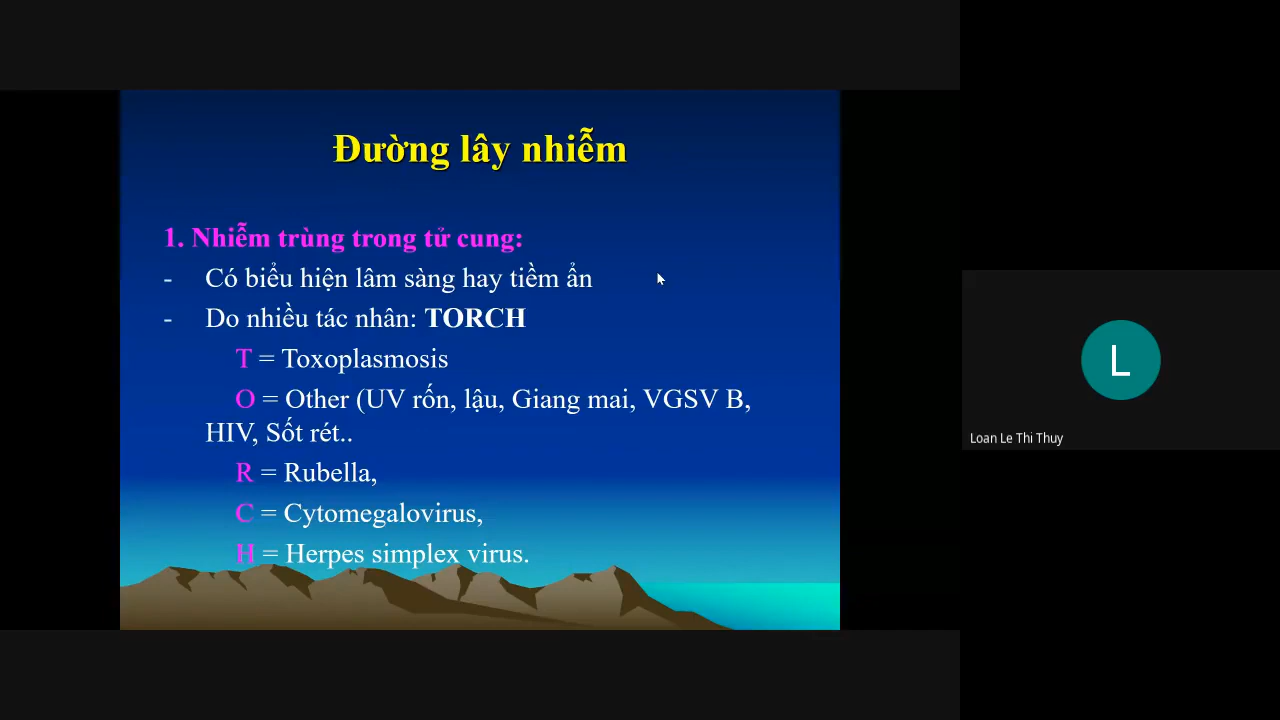 Đường lây nhiễm
1. Nhiễm trùng trong tử cung:
- Có biểu hiện lâm sàng hay tiềm ẩn
- Do nhiều tác nhân: TORCH
T = Toxoplasmosis
O = Other (UV rốn, lậu, Giang mai, VGSV B,
HIV, Sốt rét..
R = Rubella,
C = Cytomegalovirus,
H = Herpes simplex virus.
L
Loan Le Thi Thuy